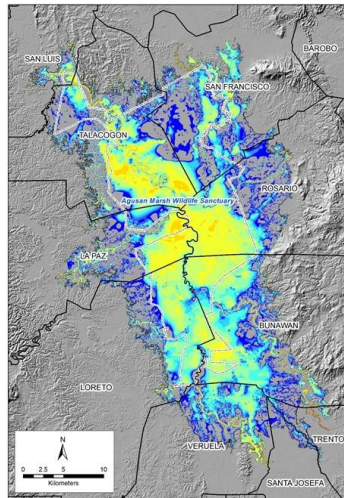 BAROBO
SAN LUIS
SAN FRANCISCO
TALACOGON
ROSARIO
Agusan Marsh Wildlife Sanctuary
LA PAZ
BUNAWAN
LORETO
TRENTO
VERUELA
SANTA JOSEFA
N
0 2.5 5 10
Kilometers